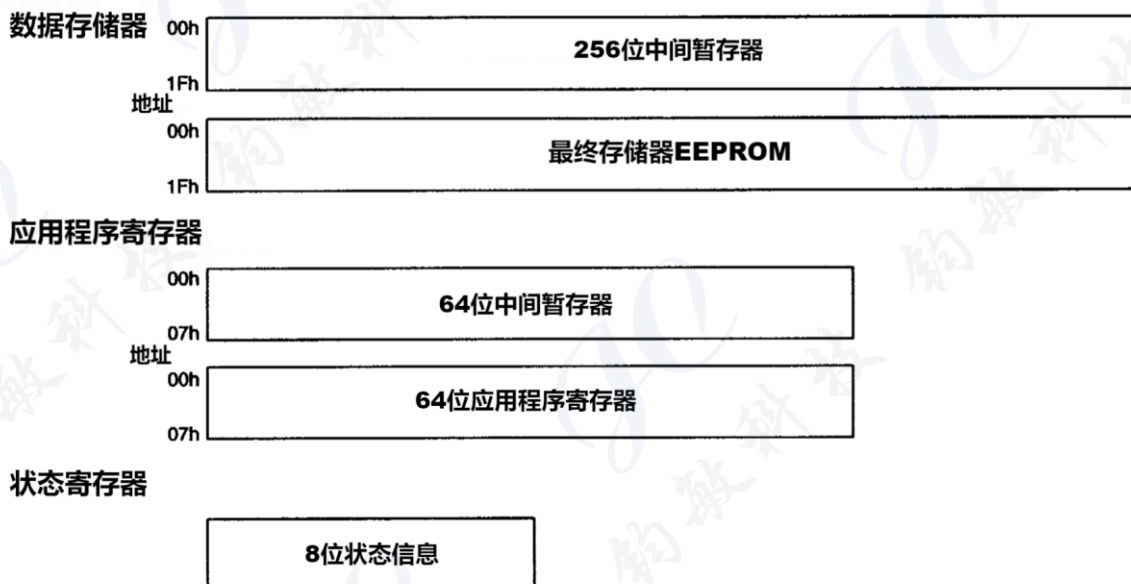 数据存储器
00h
256位中间暂存器
1Fh
地址
00h
最终存储器EEPROM
1Fh
应用程序寄存器
00h
64位中间暂存器
07h
地址
00h
64位应用程序寄存器
07h
状态寄存器
8位状态信息